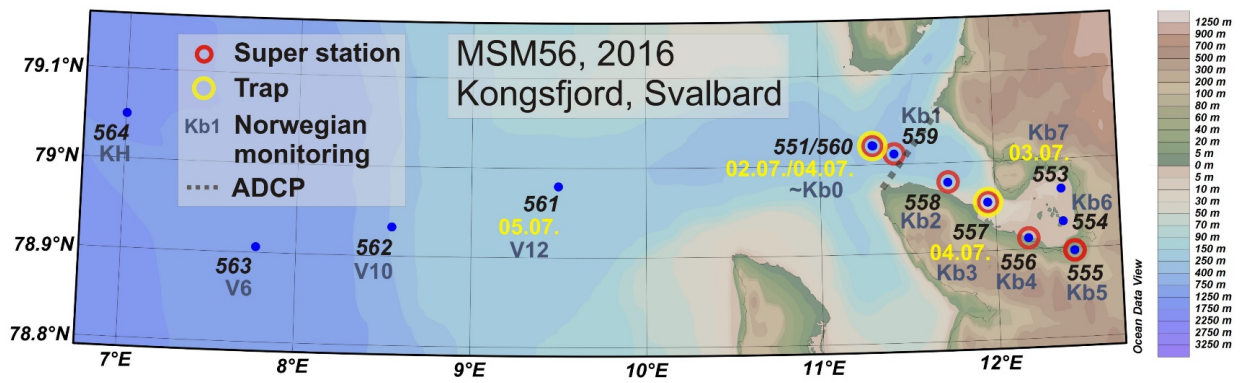 MSM56, 2016
Kongsfjord, Svalbard
Super station
Trap
Kb1 Norwegian monitoring
ADCP
79.1°N
79°N
78.9°N
78.8°N
7°E
8°E
9°E
10°E
11°E
12°E
564
KH
563
V6
562
V10
561
05.07.
V12
551/560
02.07./04.07.
~Kb0
Kb1
559
558
Kb2
557
04.07.
Kb3
556
Kb4
555
Kb5
Kb6
554
Kb7
03.07.
553
Ocean Data View
1250 m
900 m
700 m
500 m
300 m
200 m
100 m
80 m
60 m
40 m
20 m
5 m
0 m
5 m
10 m
30 m
50 m
70 m
90 m
150 m
250 m
400 m
750 m
1250 m
1750 m
2250 m
2750 m
3250 m